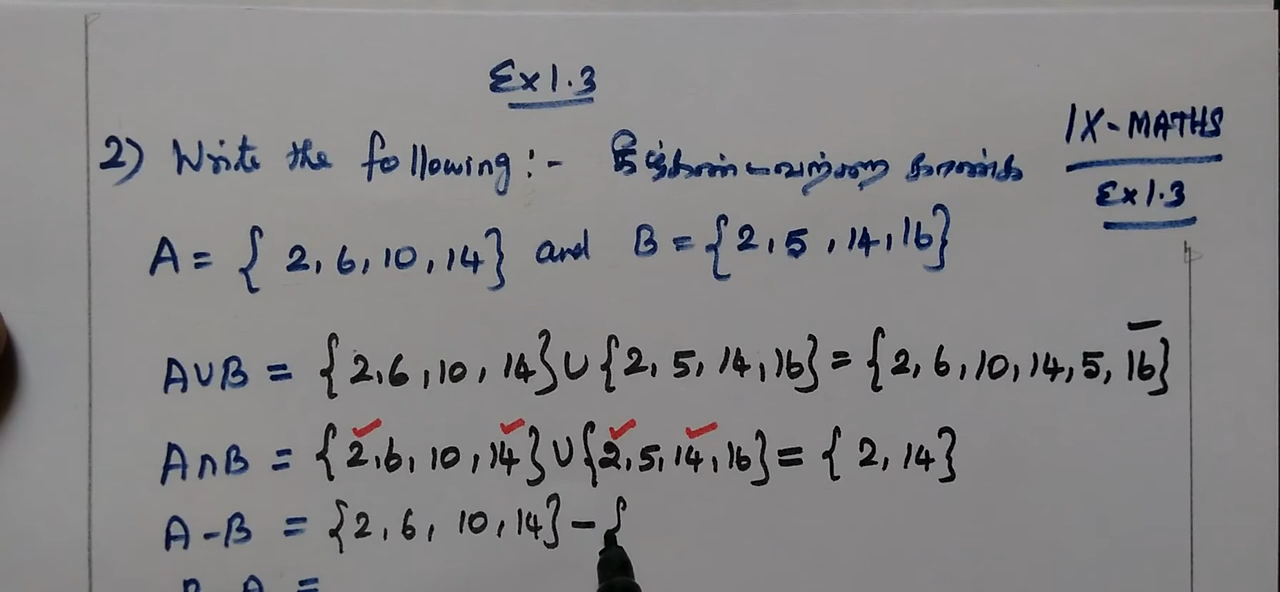 Ex 1.3
2) Write the following :- கீழ்க்கண்டவற்றை காண்க
IX-MATHS
Ex 1.3
A = { 2, 6, 10, 14} and B = {2, 5, 14, 16}
A∪B = {2,6,10,14}∪{2,5,14,16} = {2,6,10,14,5,16}
A∩B = {2,6,10,14}∪{2,5,14,16} = {2,14}
A-B = {2,6,10,14} - {